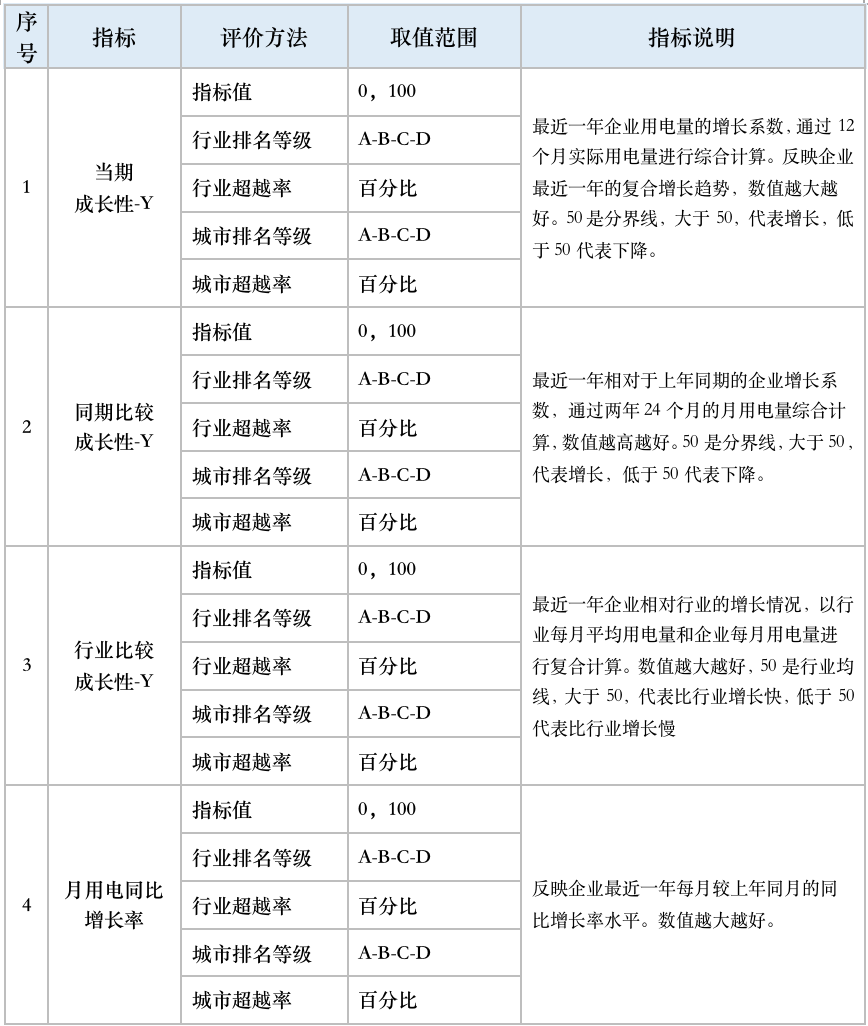 序号 指标 评价方法 取值范围 指标说明
1
当期
成长性-Y
指标值 0，100
行业排名等级 A-B-C-D
行业超越率 百分比
城市排名等级 A-B-C-D
城市超越率 百分比
最近一年企业用电量的增长系数，通过 12
个月实际用电量进行综合计算。反映企业
最近一年的复合增长趋势，数值越大越
好。50 是分界线，大于 50，代表增长，低
于 50 代表下降。
2
同期比较
成长性-Y
指标值 0，100
行业排名等级 A-B-C-D
行业超越率 百分比
城市排名等级 A-B-C-D
城市超越率 百分比
最近一年相对于上年同期的企业增长系
数，通过两年 24 个月的月用电量综合计
算，数值越高越好。50 是分界线，大于 50，
代表增长，低于 50 代表下降。
3
行业比较
成长性-Y
指标值 0，100
行业排名等级 A-B-C-D
行业超越率 百分比
城市排名等级 A-B-C-D
城市超越率 百分比
最近一年企业相对行业的增长情况，以行
业每月平均用电量和企业每月用电量进
行复合计算。数值越大越好，50 是行业均
线，大于 50，代表比行业增长快，低于 50
代表比行业增长慢
4
月用电同比
增长率
指标值 0，100
行业排名等级 A-B-C-D
行业超越率 百分比
城市排名等级 A-B-C-D
城市超越率 百分比
反映企业最近一年每月较上年同月的同
比增长率水平。数值越大越好。